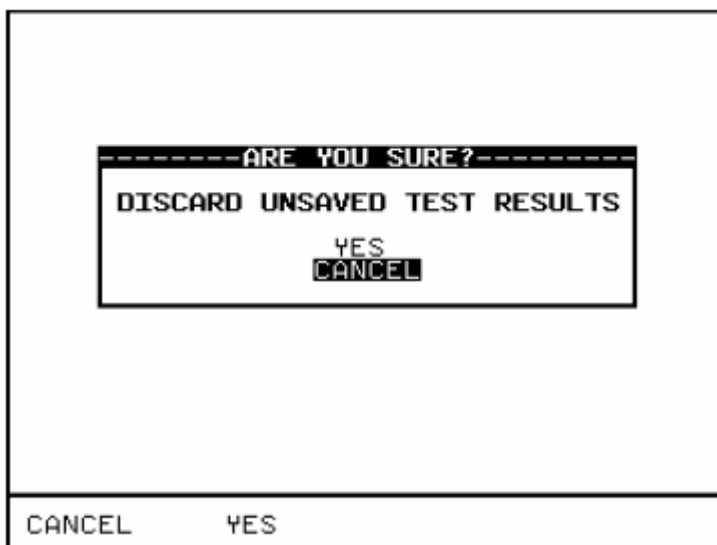 --------ARE YOU SURE?---------
DISCARD UNSAVED TEST RESULTS
YES
CANCEL
CANCEL YES